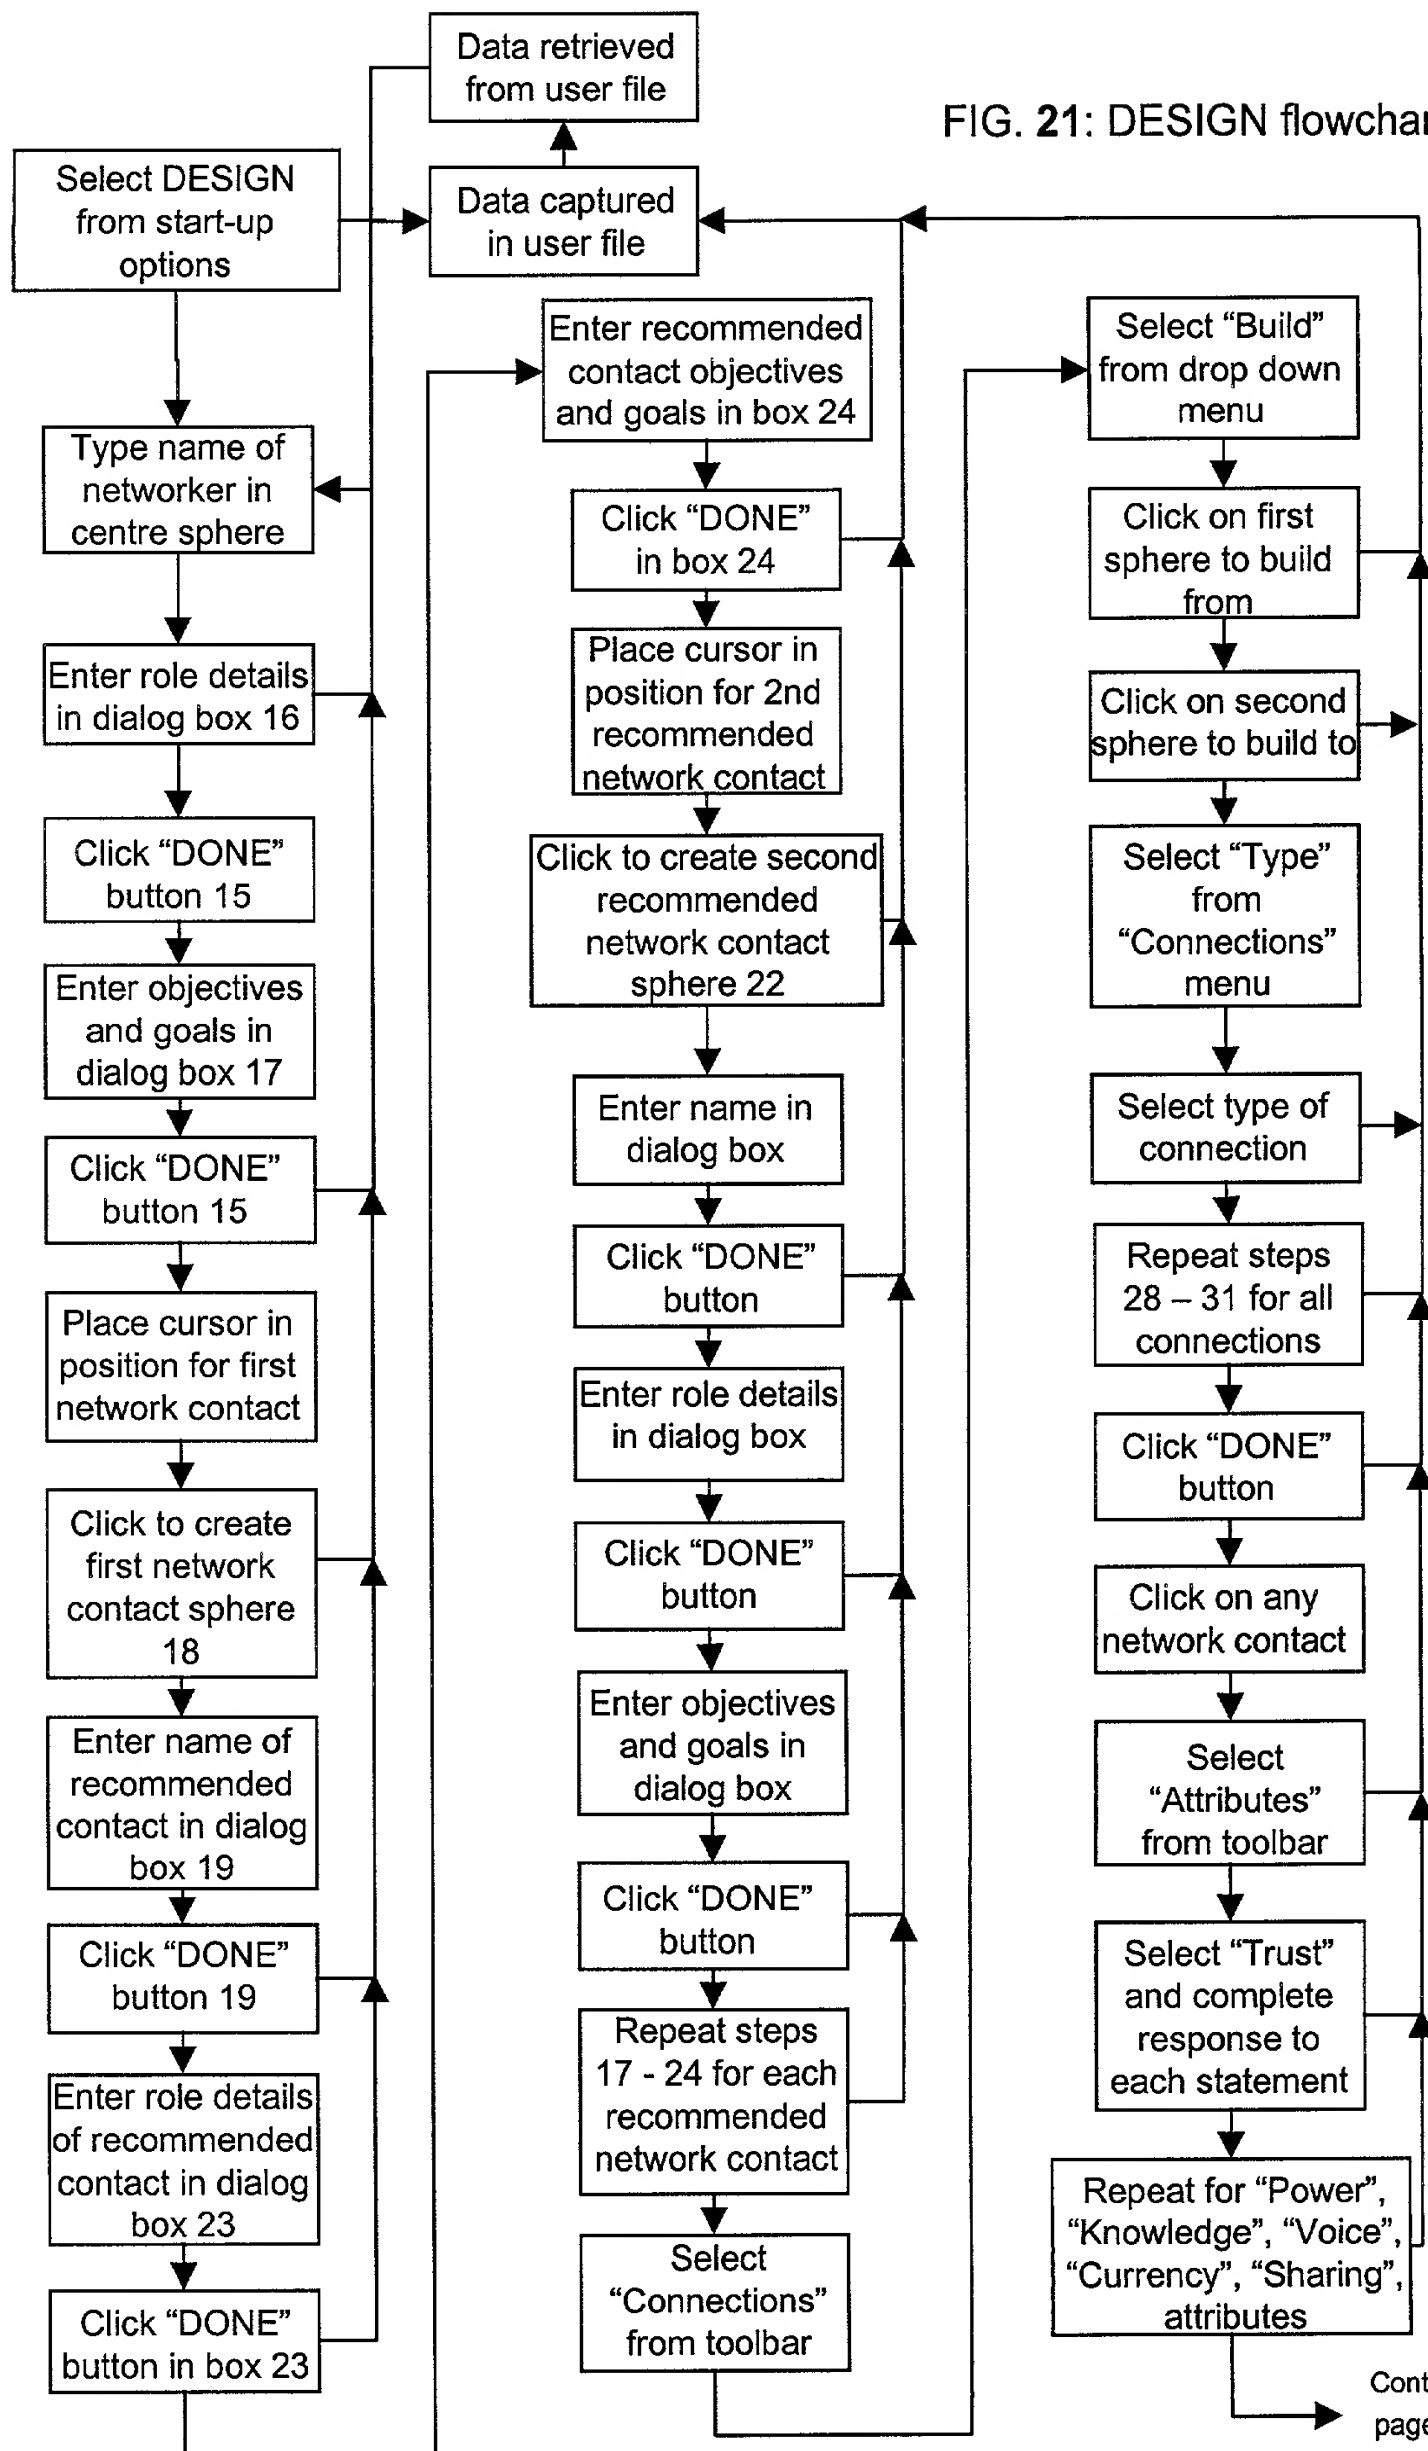 Data retrieved
from user file
FIG. 21: DESIGN flowchar
Select DESIGN
from start-up
options
Data captured
in user file
Type name of
networker in
centre sphere
Enter role details
in dialog box 16
Click “DONE”
button 15
Enter objectives
and goals in
dialog box 17
Click “DONE”
button 15
Place cursor in
position for first
network contact
Click to create
first network
contact sphere
18
Enter name of
recommended
contact in dialog
box 19
Click “DONE”
button 19
Enter role details
of recommended
contact in dialog
box 23
Click “DONE”
button in box 23
Enter recommended
contact objectives
and goals in box 24
Click “DONE”
in box 24
Place cursor in
position for 2nd
recommended
network contact
Click to create second
recommended
network contact
sphere 22
Enter name in
dialog box
Click “DONE”
button
Enter role details
in dialog box
Click “DONE”
button
Enter objectives
and goals in
dialog box
Click “DONE”
button
Repeat steps
17 - 24 for each
recommended
network contact
Select
“Connections”
from toolbar
Select “Build”
from drop down
menu
Click on first
sphere to build
from
Click on second
sphere to build to
Select “Type”
from
“Connections”
menu
Select type of
connection
Repeat steps
28 – 31 for all
connections
Click “DONE”
button
Click on any
network contact
Select
“Attributes”
from toolbar
Select “Trust”
and complete
response to
each statement
Repeat for “Power”,
“Knowledge”, “Voice”,
“Currency”, “Sharing”,
attributes
Cont
page